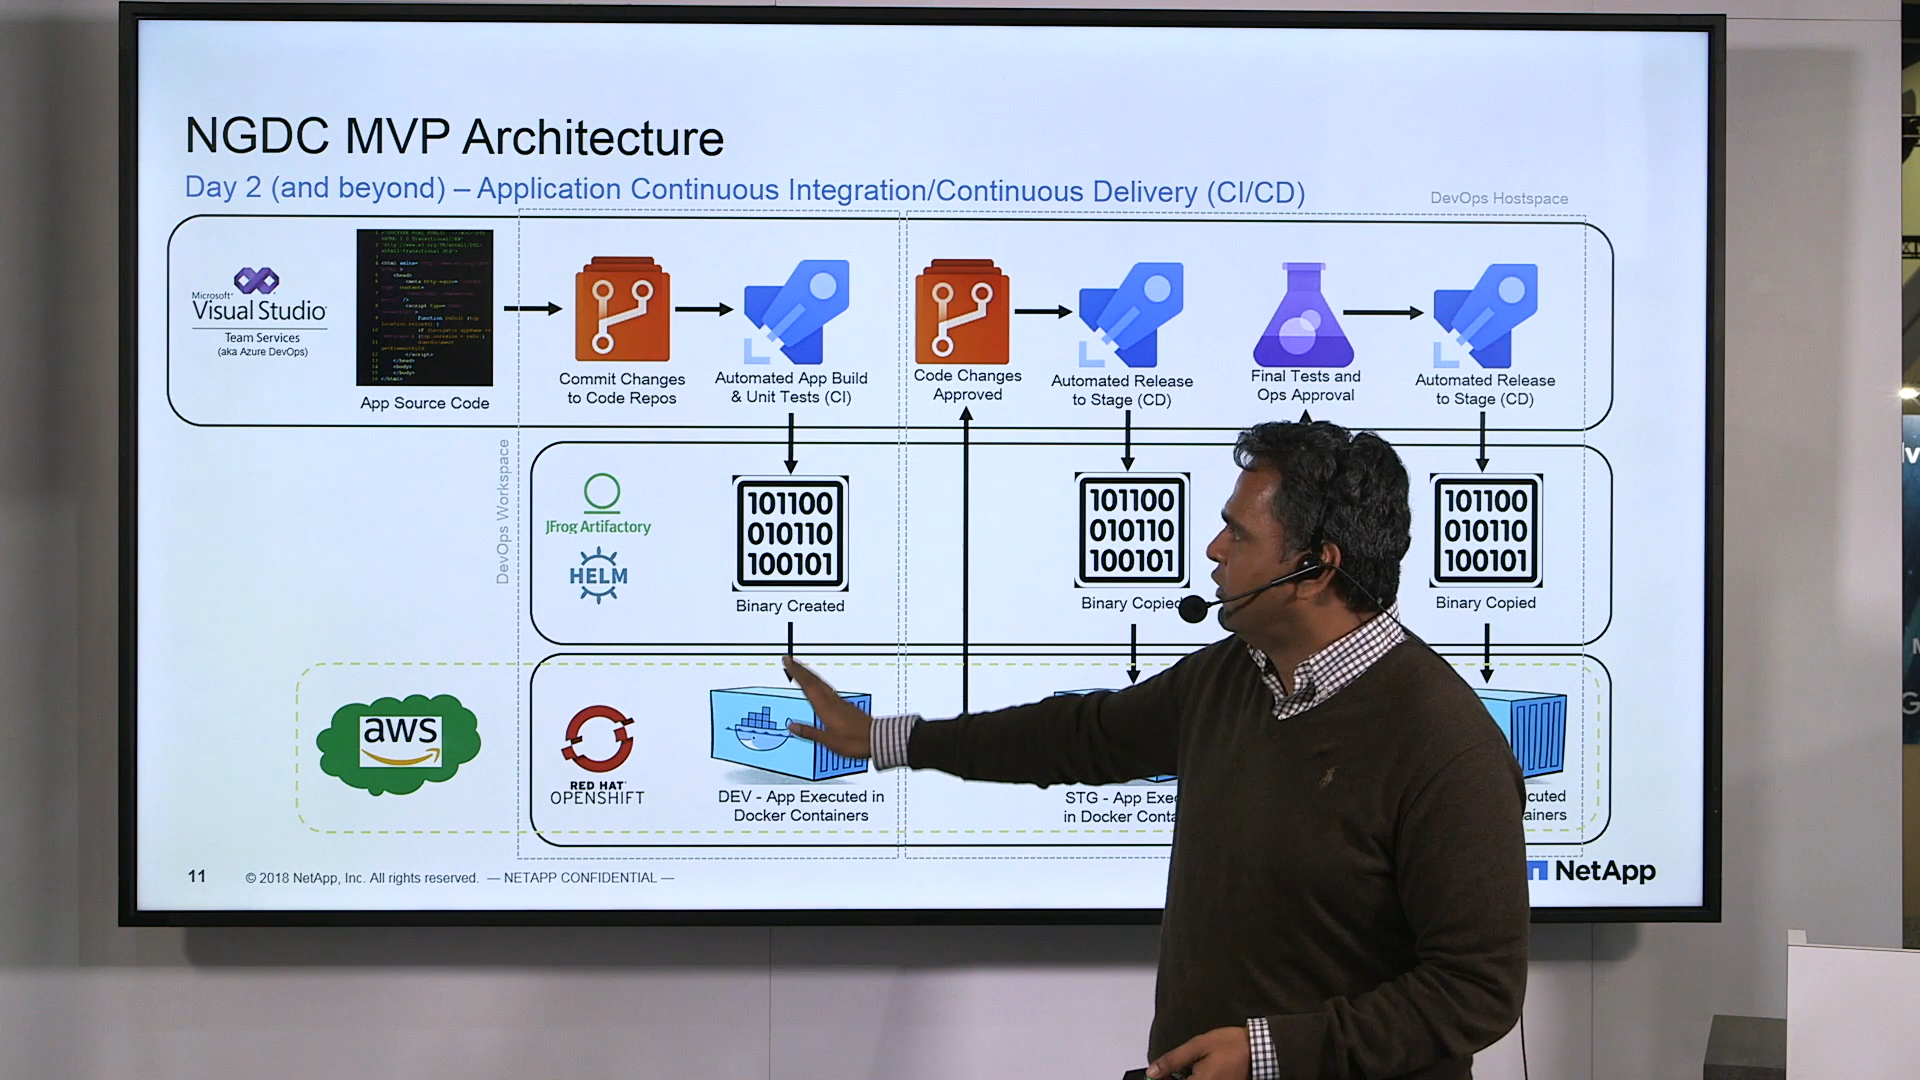 NGDC MVP Architecture
Day 2 (and beyond) – Application Continuous Integration/Continuous Delivery (CI/CD)
DevOps Hostspace
Microsoft
Visual Studio
Team Services
(aka Azure DevOps)
App Source Code
Commit Changes
to Code Repos
Automated App Build
& Unit Tests (CI)
Code Changes
Approved
Automated Release
to Stage (CD)
Final Tests and
Ops Approval
Automated Release
to Stage (CD)
DevOps Workspace
JFrog Artifactory
HELM
101100
010110
100101
Binary Created
101100
010110
100101
Binary Copied
101100
010110
100101
Binary Copied
aws
RED HAT
OPENSHIFT
DEV - App Executed in
Docker Containers
STG - App Exec
in Docker Conta
cuted
ainers
11
© 2018 NetApp, Inc. All rights reserved. — NETAPP CONFIDENTIAL —
NetApp